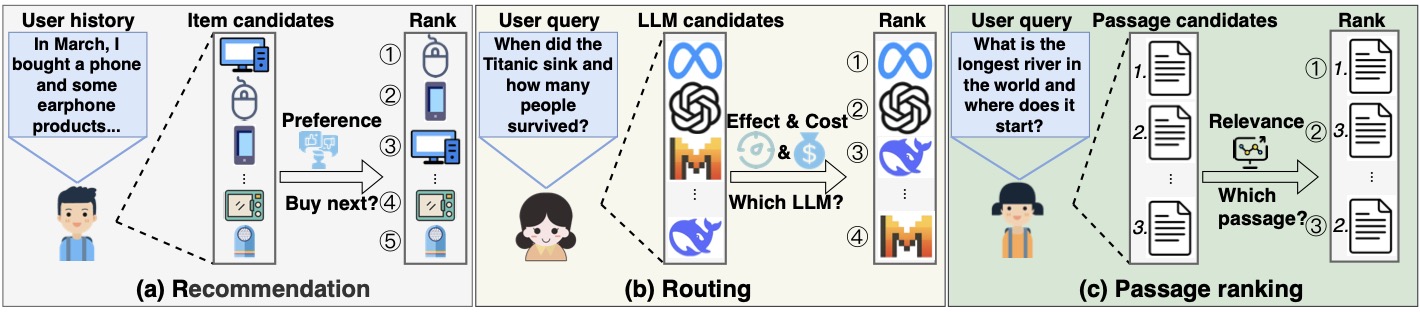 User history
Item candidates
Rank
In March, I
bought a phone
and some
earphone
products...
①
②
③
④
⑤
Preference
Buy next?
(a) Recommendation
User query
LLM candidates
Rank
When did the
Titanic sink and
how many
people
survived?
①
②
③
④
Effect & Cost
&
$
Which LLM?
(b) Routing
User query
Passage candidates
Rank
What is the
longest river in
the world and
where does it
start?
1.
2.
3.
Relevance
Which
passage?
① 1.
② 3.
③ 2.
(c) Passage ranking